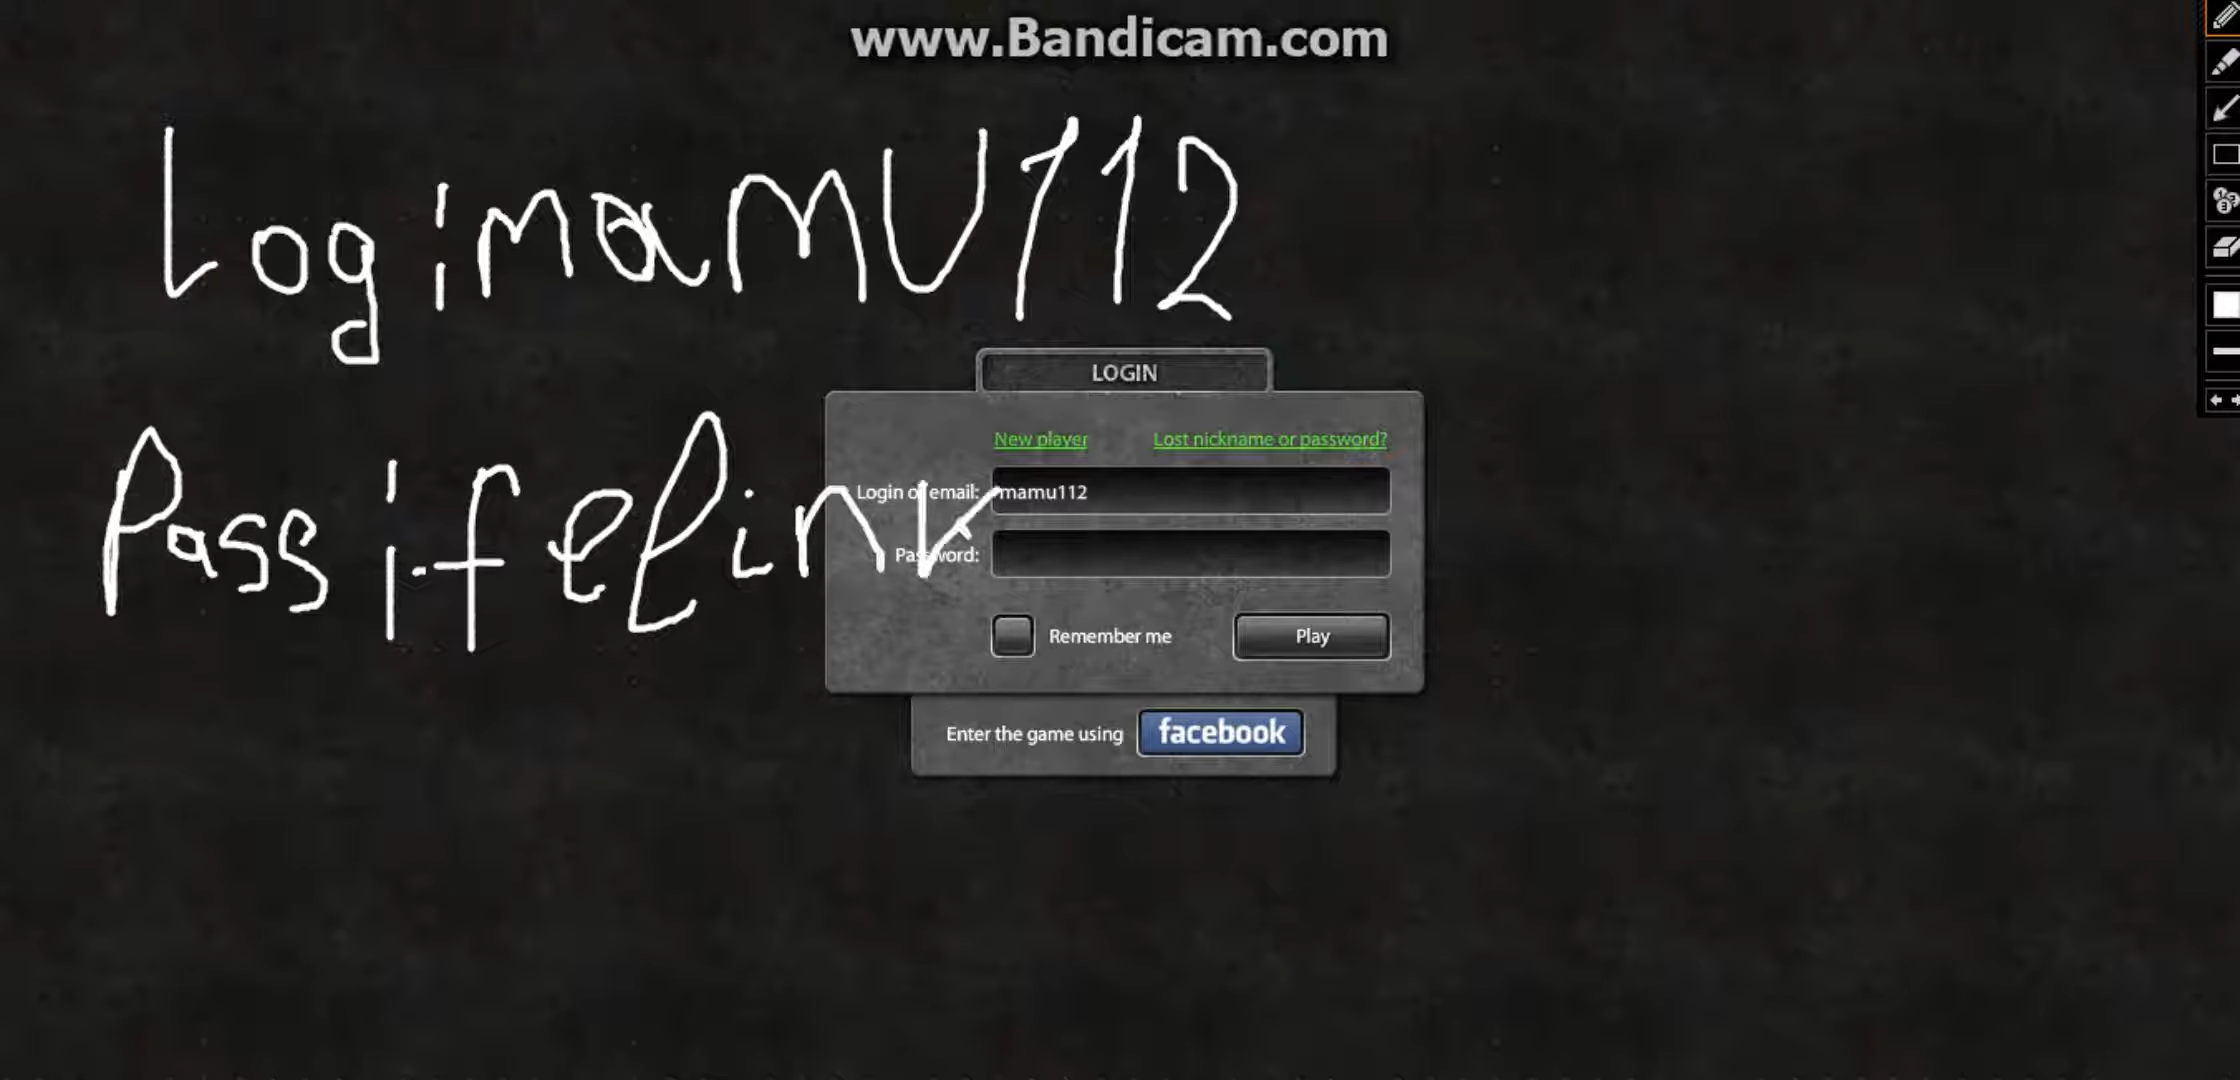 www.Bandicam.com
Log:mamU112
LOGIN
New player Lost nickname or password?
Pass:felink
Login or email: mamu112
Password:
Remember me Play
Enter the game using facebook